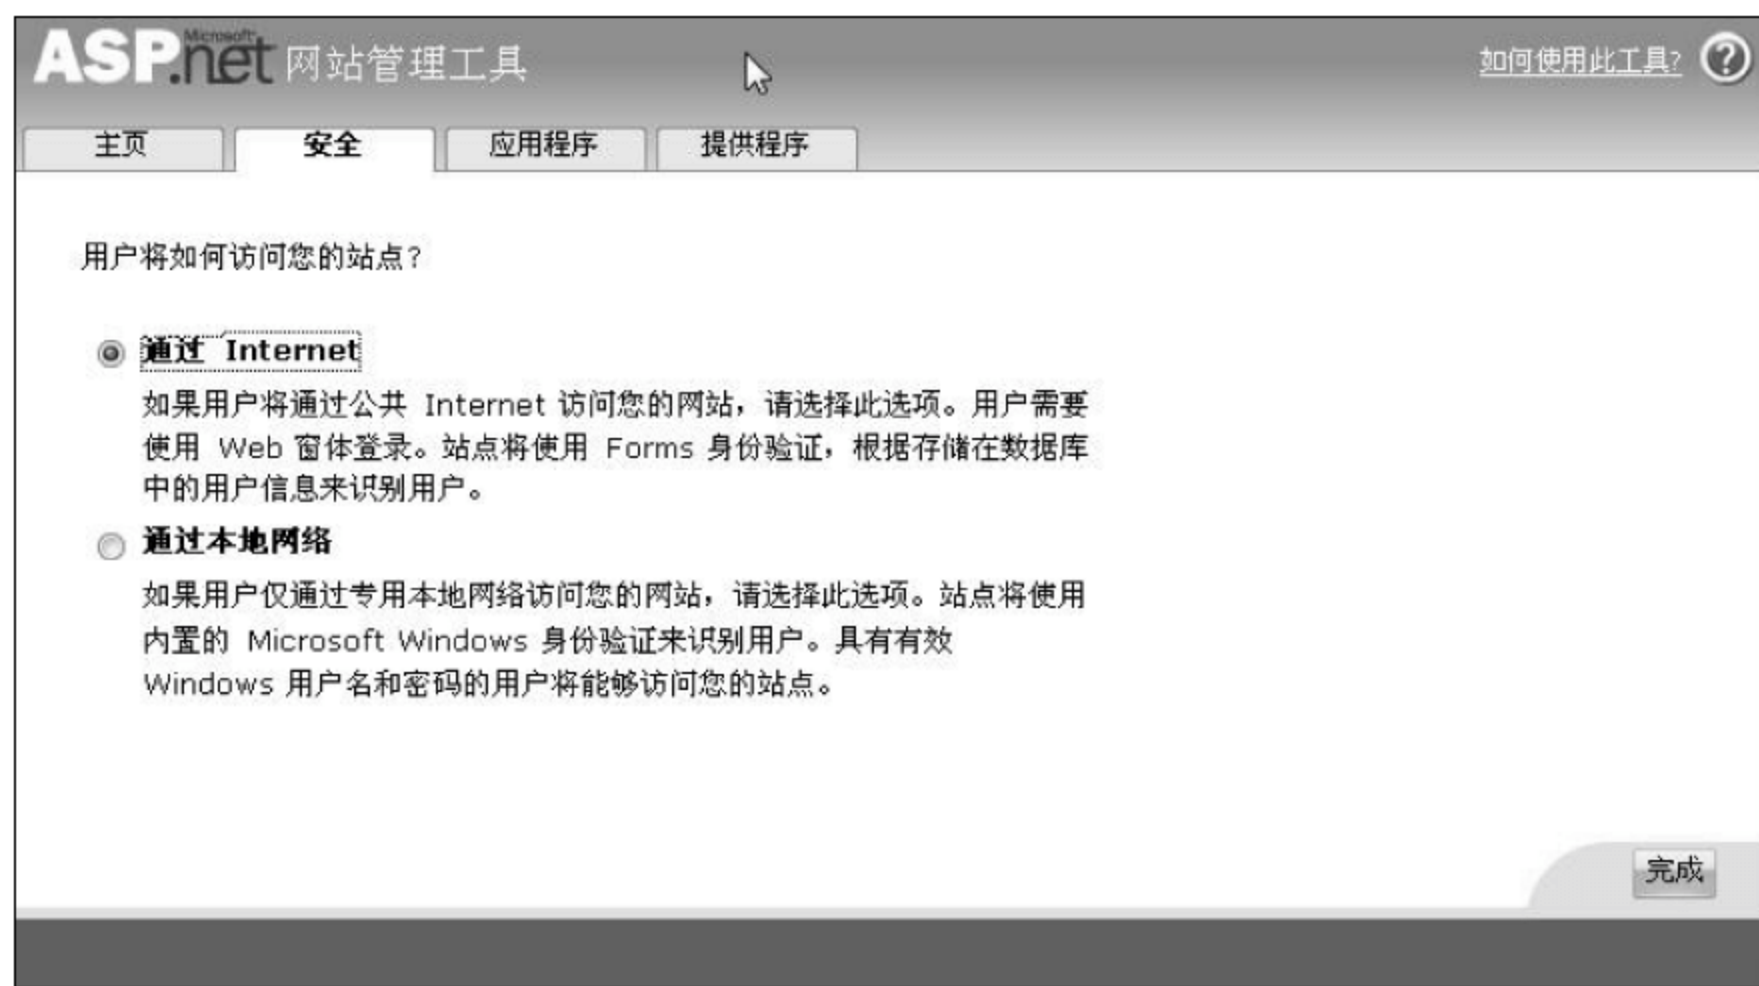 Microsoft
ASP.net 网站管理工具
如何使用此工具?
主页 安全 应用程序 提供程序
用户将如何访问您的站点?
通过 Internet
如果用户将通过公共 Internet 访问您的网站，请选择此选项。用户需要
使用 Web 窗体登录。站点将使用 Forms 身份验证，根据存储在数据库
中的用户信息来识别用户。
通过本地网络
如果用户仅通过专用本地网络访问您的网站，请选择此选项。站点将使用
内置的 Microsoft Windows 身份验证来识别用户。具有有效
Windows 用户名和密码的用户将能够访问您的站点。
完成